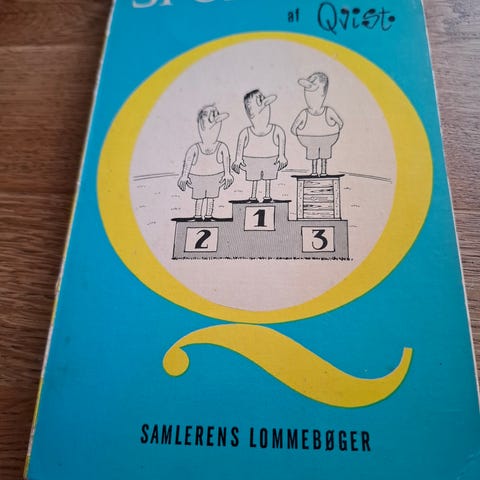 af Qvist
2 1 3
SAMLERENS LOMMEBØGER